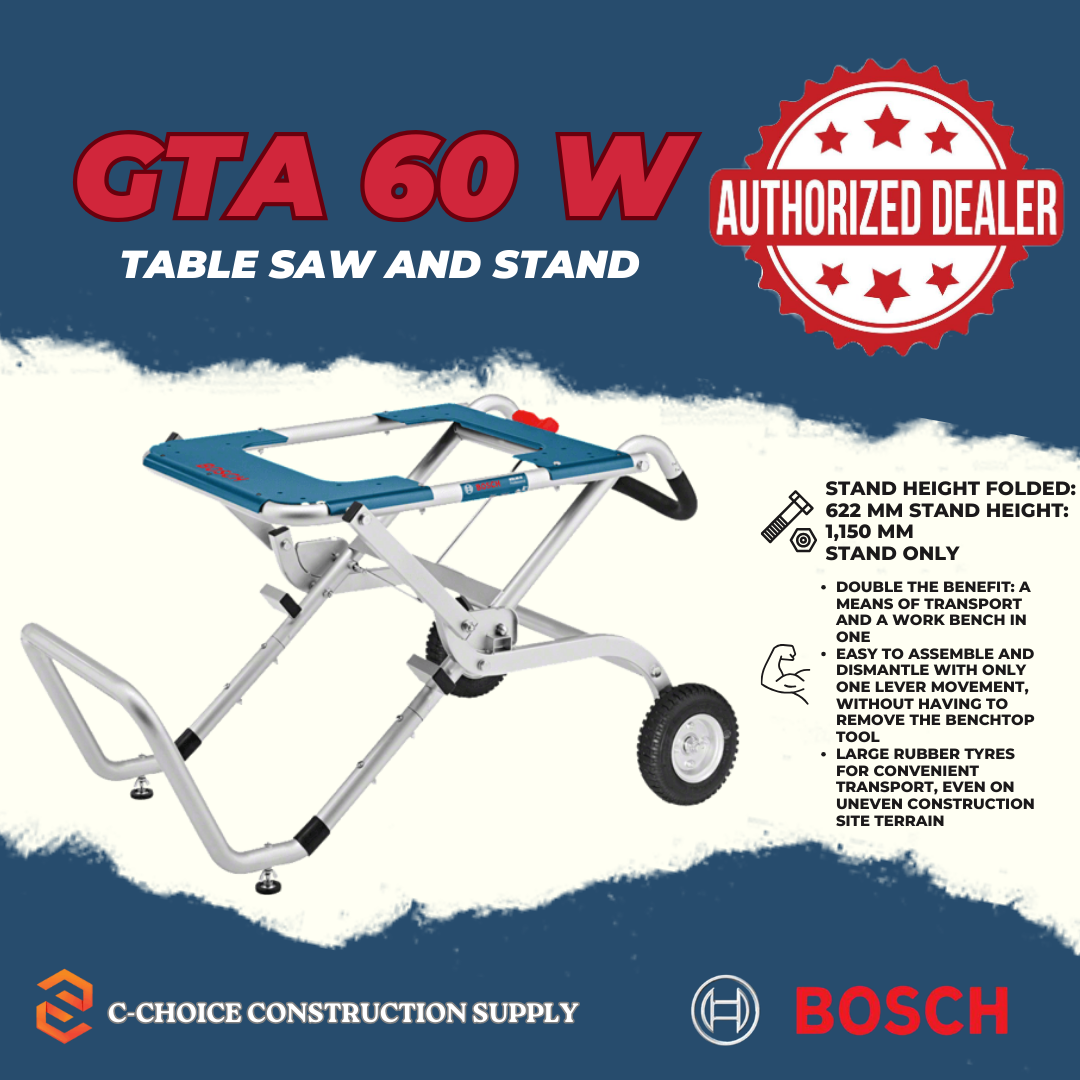 GTA 60 W
TABLE SAW AND STAND
AUTHORIZED DEALER
BOSCH
BOSCH
STAND HEIGHT FOLDED:
622 MM STAND HEIGHT:
1,150 MM
STAND ONLY
• DOUBLE THE BENEFIT: A
MEANS OF TRANSPORT
AND A WORK BENCH IN
ONE
• EASY TO ASSEMBLE AND
DISMANTLE WITH ONLY
ONE LEVER MOVEMENT,
WITHOUT HAVING TO
REMOVE THE BENCHTOP
TOOL
• LARGE RUBBER TYRES
FOR CONVENIENT
TRANSPORT, EVEN ON
UNEVEN CONSTRUCTION
SITE TERRAIN
C-CHOICE CONSTRUCTION SUPPLY
BOSCH